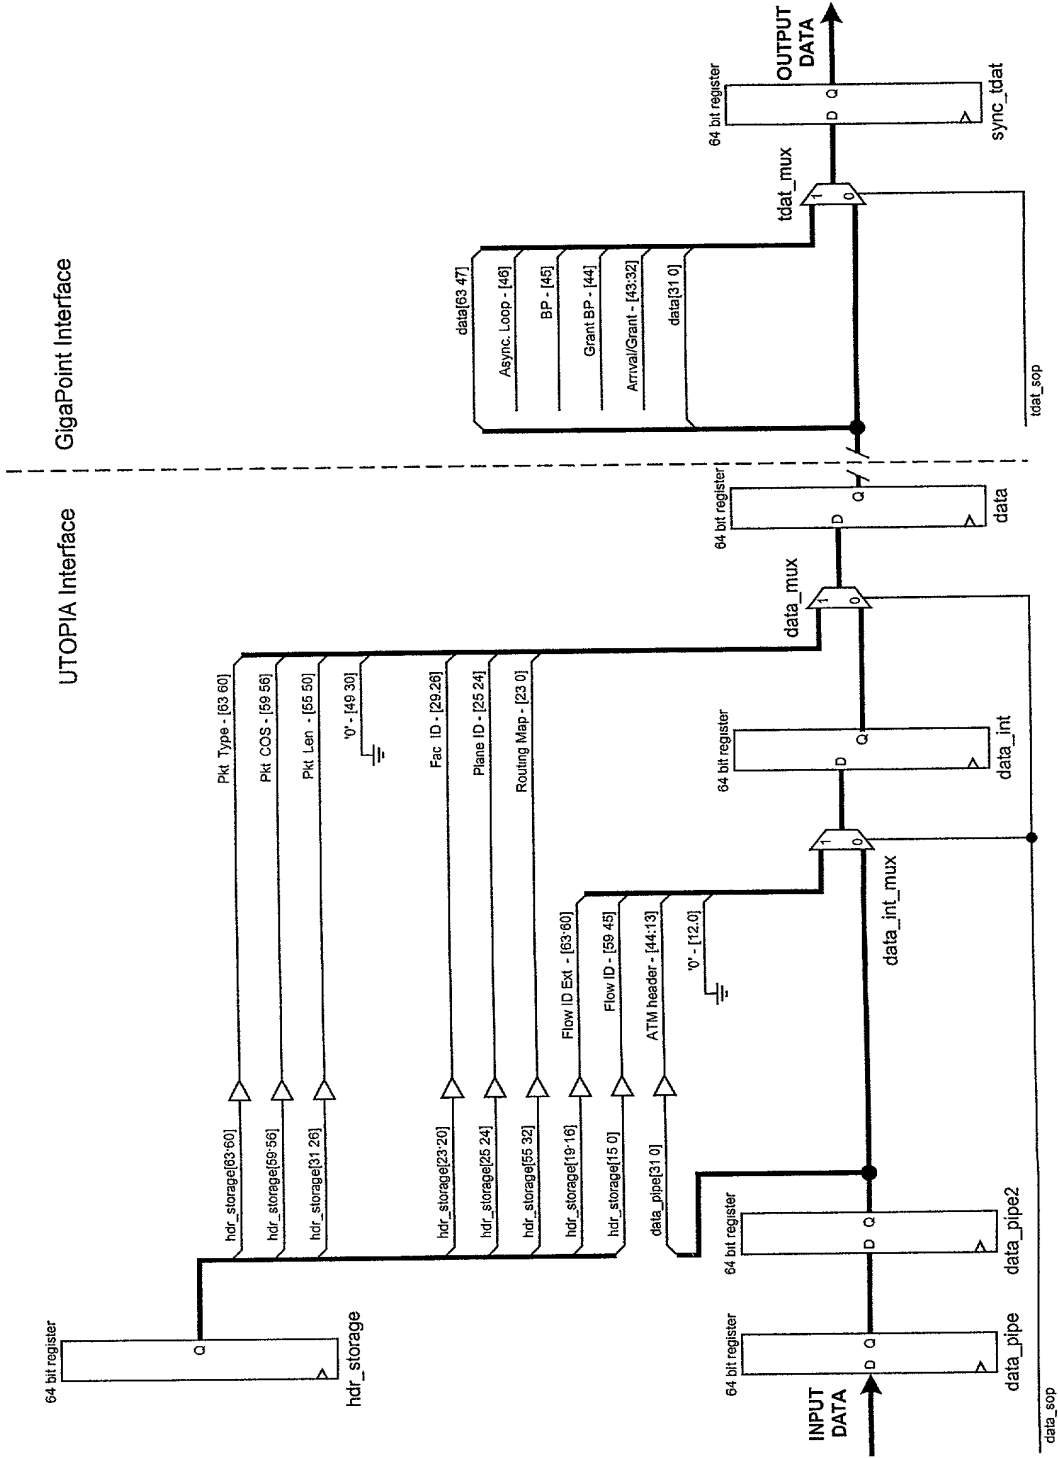 UTOPIA Interface
GigaPoint Interface
64 bit register
Q
hdr_storage
hdr_storage[63:60]
Pkt Type - [63 60]
hdr_storage[59:56]
Pkt COS - [59 56]
hdr_storage[31 26]
Pkt Len - [55 50]
'0' - [49 30]
hdr_storage[23:20]
Fac ID - [29.26]
hdr_storage[25 24]
Plane ID - [25 24]
hdr_storage[55 32]
Routing Map - [23 0]
hdr_storage[19:16]
Flow ID Ext - [63:60]
hdr_storage[15 0]
Flow ID - [59 45]
data_pipe[31 0]
ATM header - [44:13]
'0' - [12.0]
INPUT
DATA
64 bit register
D Q
data_pipe
64 bit register
D Q
data_pipe2
1
0
data_int_mux
64 bit register
D
Q
data_int
data_mux
1
0
64 bit register
D
Q
data
data_sop
data[63 47]
Async. Loop - [46]
BP - [45]
Grant BP - [44]
Arrival/Grant - [43:32]
data[31 0]
tdat_sop
tdat_mux
1
0
64 bit register
D Q
sync_tdat
OUTPUT
DATA